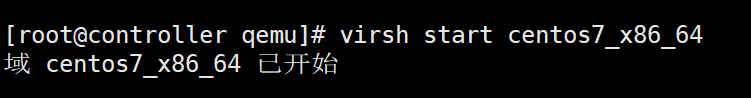 [root@controller qemu]# virsh start centos7_x86_64
域 centos7_x86_64 已开始